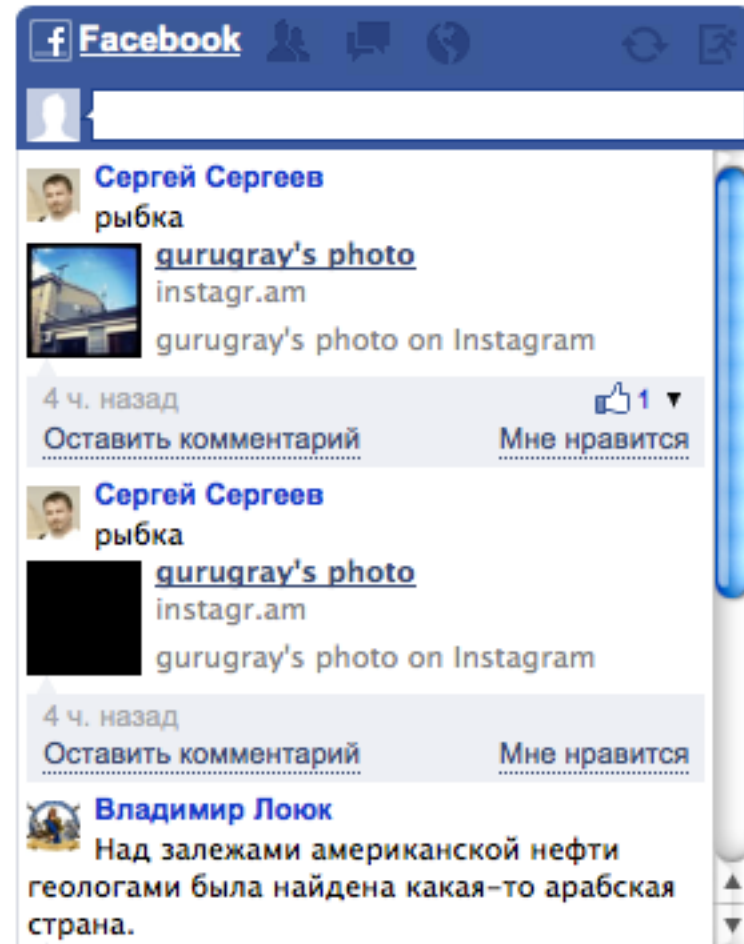 Facebook
Сергей Сергеев
рыбка
gurugray's photo
instagr.am
gurugray's photo on Instagram
4 ч. назад
1
Оставить комментарий Мне нравится
Сергей Сергеев
рыбка
gurugray's photo
instagr.am
gurugray's photo on Instagram
4 ч. назад
Оставить комментарий Мне нравится
Владимир Лоюк
Над залежами американской нефти
геологами была найдена какая-то арабская
страна.